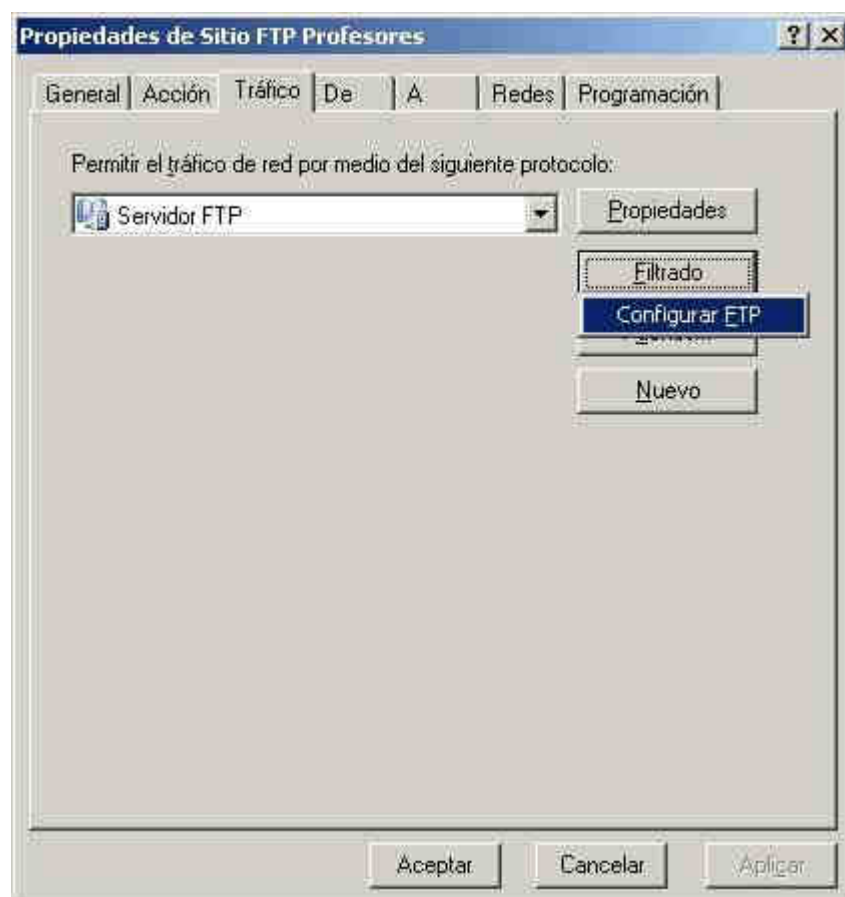 Propiedades de Sitio FTP Profesores
General Acción Tráfico De A Redes Programación
Permitir el tráfico de red por medio del siguiente protocolo:
Servidor FTP
Propiedades
Filtrado
Configurar FTP
Nuevo
Aceptar Cancelar Aplicar